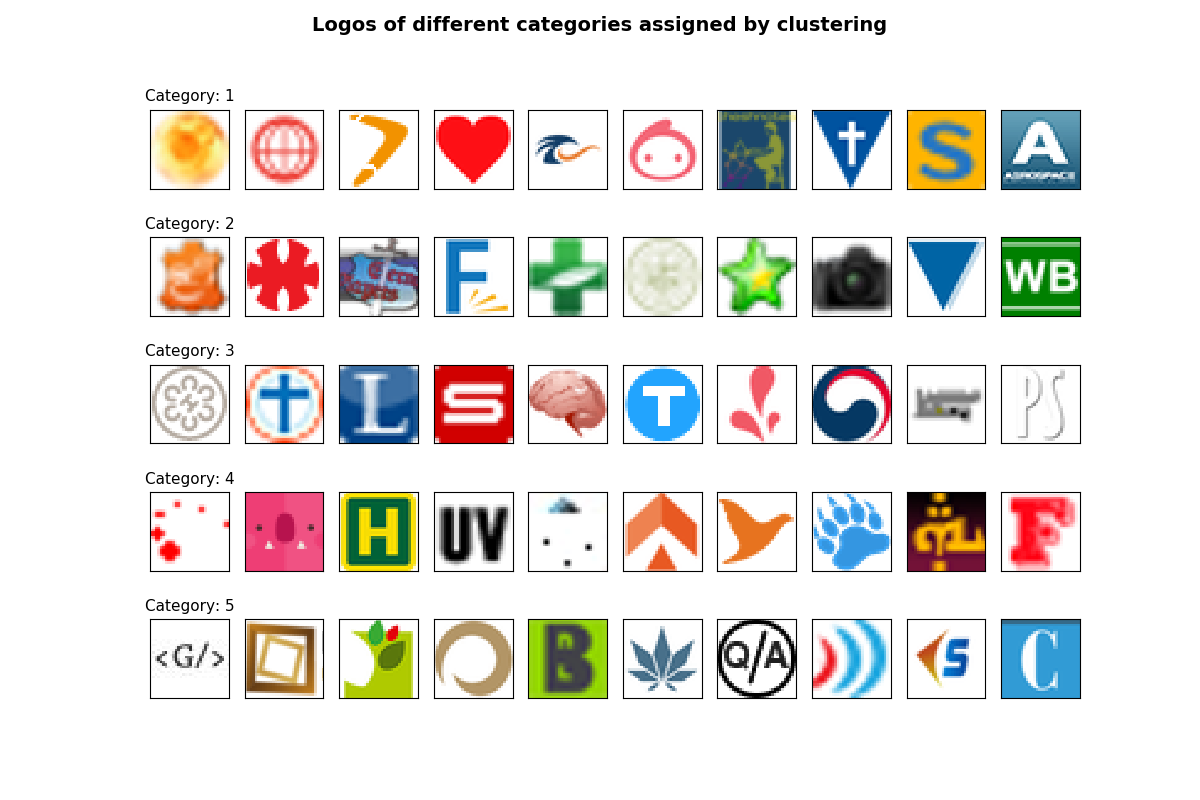 Logos of different categories assigned by clustering
Category: 1
S
A
AEROSPACE
Category: 2
F
WB
Category: 3
L
S
T
PS
Category: 4
H
UV
F
Category: 5
<G/>
B
Q/A
S
C